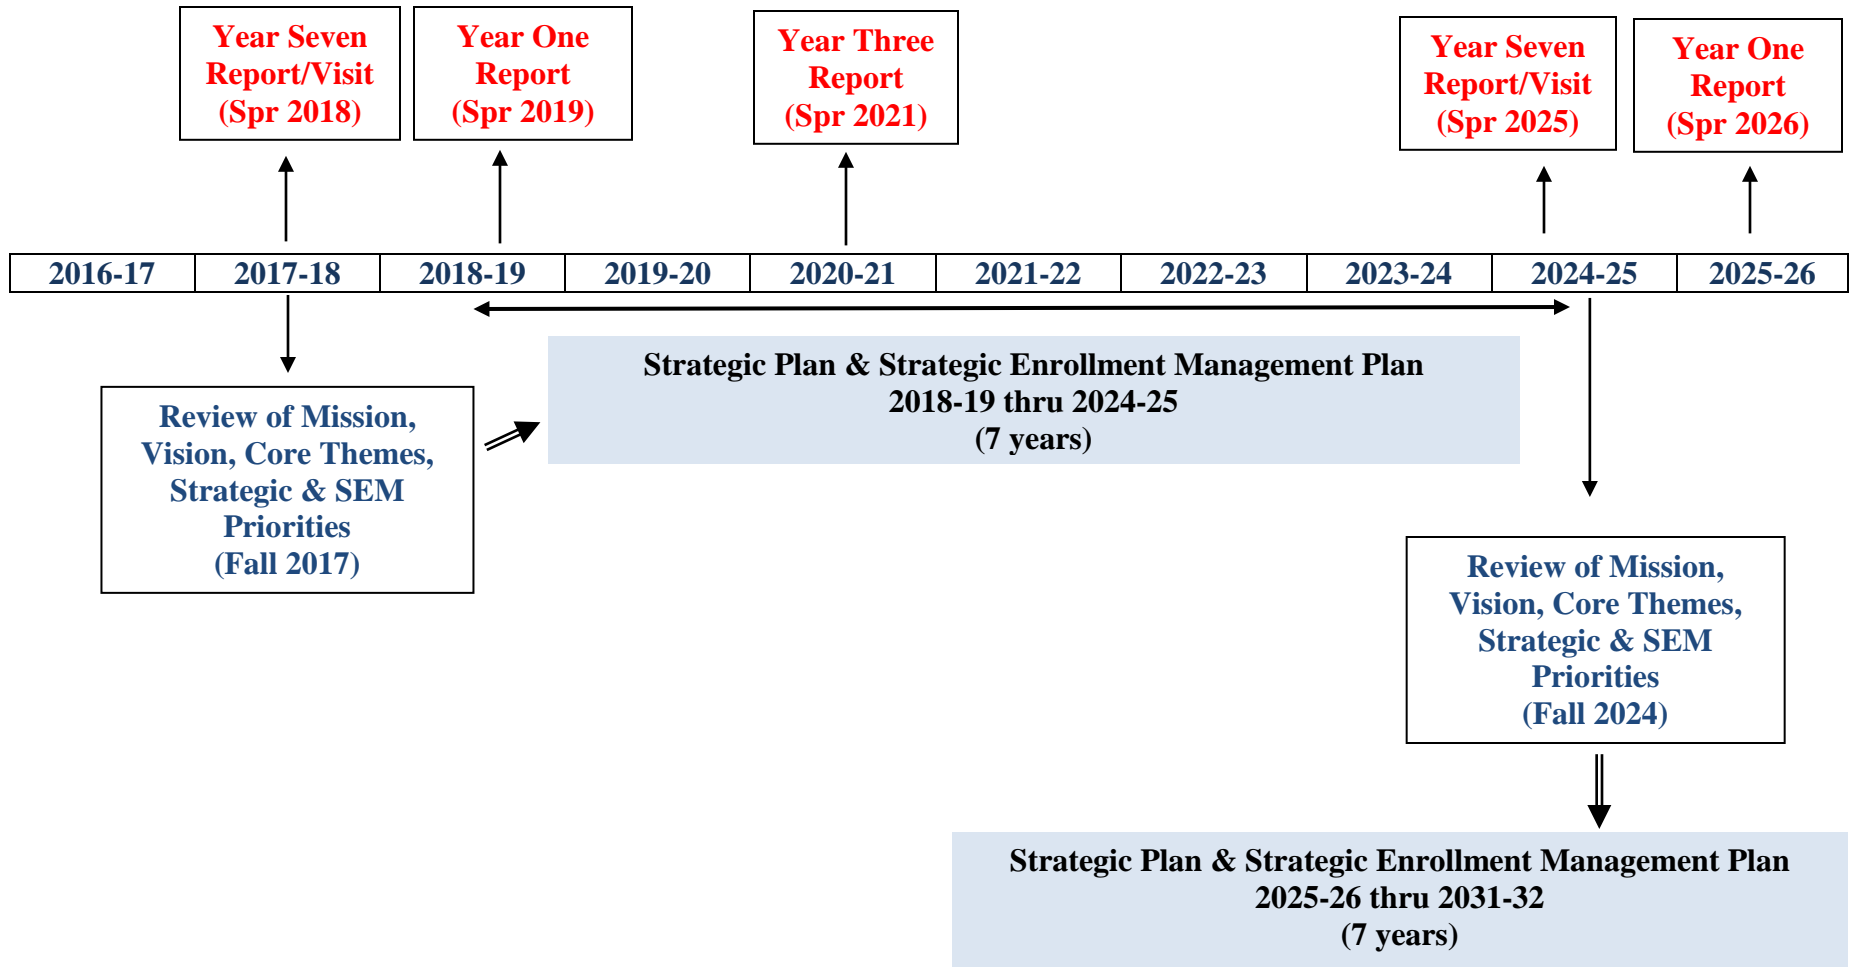 Year Seven
Report/Visit
(Spr 2018)
Year One
Report
(Spr 2019)
Year Three
Report
(Spr 2021)
Year Seven
Report/Visit
(Spr 2025)
Year One
Report
(Spr 2026)
2016-17 2017-18 2018-19 2019-20 2020-21 2021-22 2022-23 2023-24 2024-25 2025-26
Strategic Plan & Strategic Enrollment Management Plan
2018-19 thru 2024-25
(7 years)
Review of Mission,
Vision, Core Themes,
Strategic & SEM
Priorities
(Fall 2017)
Review of Mission,
Vision, Core Themes,
Strategic & SEM
Priorities
(Fall 2024)
Strategic Plan & Strategic Enrollment Management Plan
2025-26 thru 2031-32
(7 years)